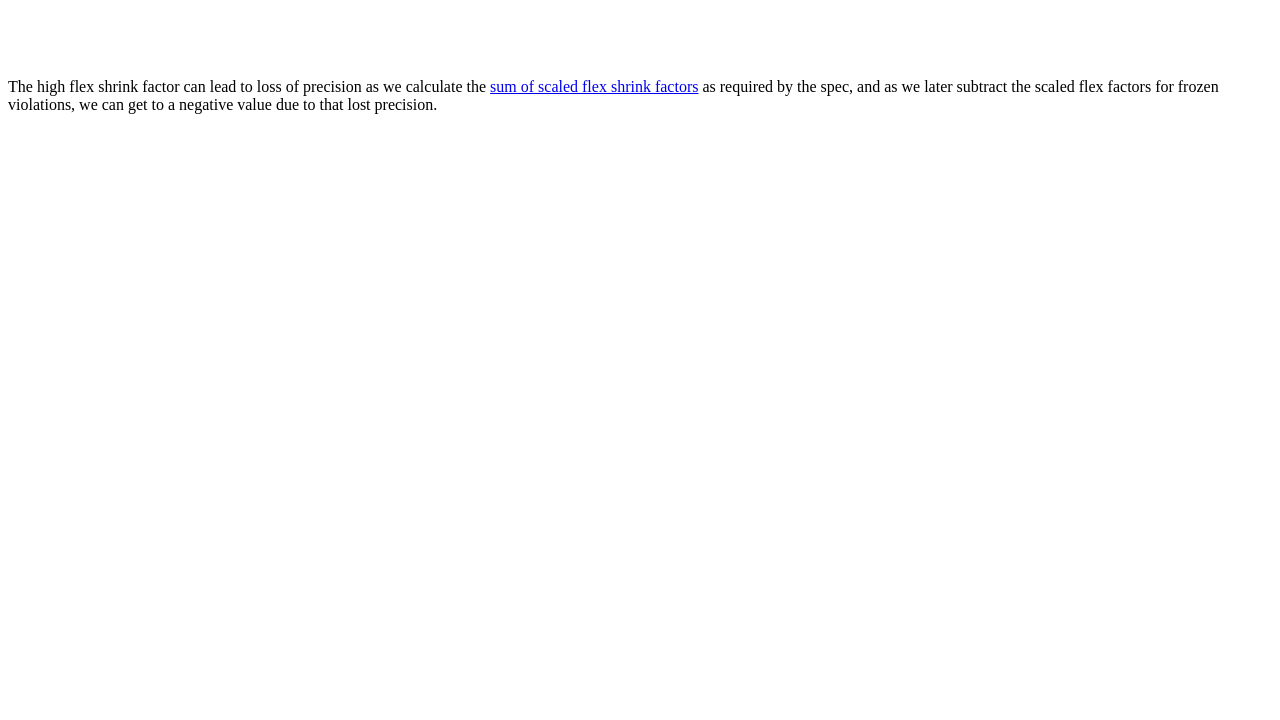 The high flex shrink factor can lead to loss of precision as we calculate the sum of scaled flex shrink factors as required by the spec, and as we later subtract the scaled flex factors for frozen
violations, we can get to a negative value due to that lost precision.